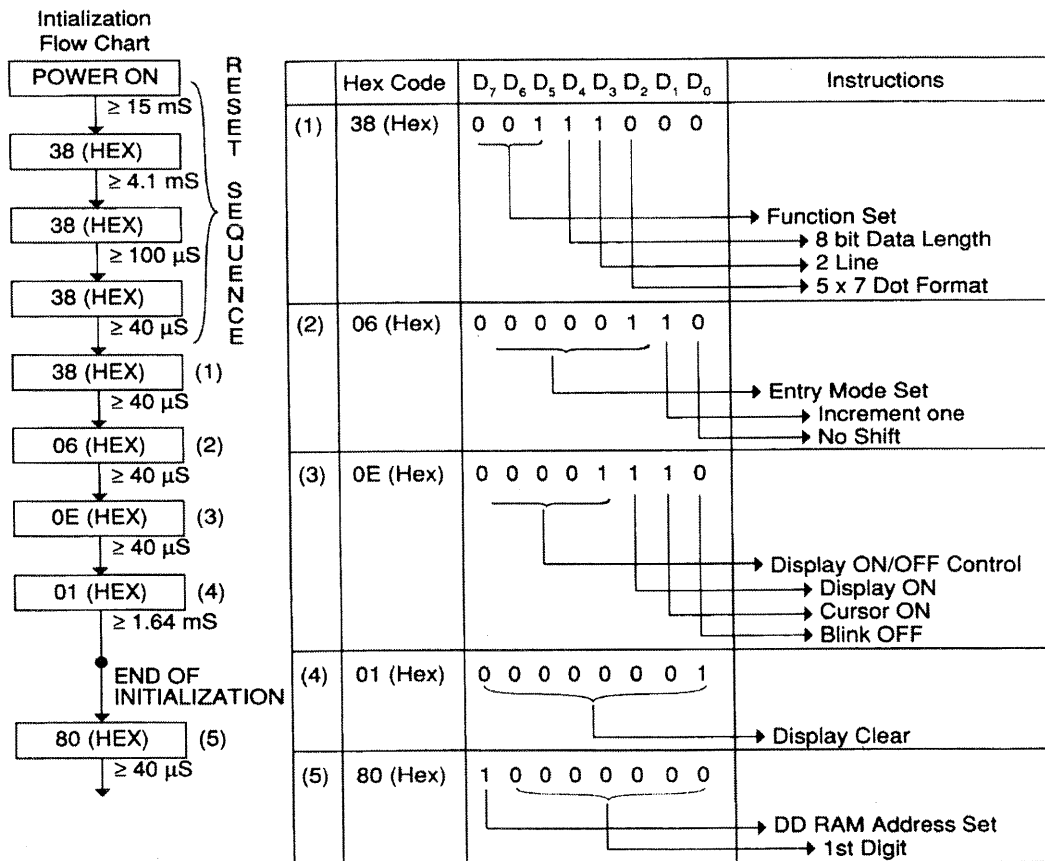 Intialization
Flow Chart
POWER ON
≥ 15 mS
38 (HEX)
≥ 4.1 mS
38 (HEX)
≥ 100 µS
38 (HEX)
≥ 40 µS
RESET SEQUENCE
38 (HEX) (1)
≥ 40 µS
06 (HEX) (2)
≥ 40 µS
0E (HEX) (3)
≥ 40 µS
01 (HEX) (4)
≥ 1.64 mS
END OF
INITIALIZATION
80 (HEX) (5)
≥ 40 µS
Hex Code D7 D6 D5 D4 D3 D2 D1 D0 Instructions
(1) 38 (Hex) 0 0 1 1 1 0 0 0
Function Set
8 bit Data Length
2 Line
5 x 7 Dot Format
(2) 06 (Hex) 0 0 0 0 0 1 1 0
Entry Mode Set
Increment one
No Shift
(3) 0E (Hex) 0 0 0 0 1 1 1 0
Display ON/OFF Control
Display ON
Cursor ON
Blink OFF
(4) 01 (Hex) 0 0 0 0 0 0 0 1
Display Clear
(5) 80 (Hex) 1 0 0 0 0 0 0 0
DD RAM Address Set
1st Digit